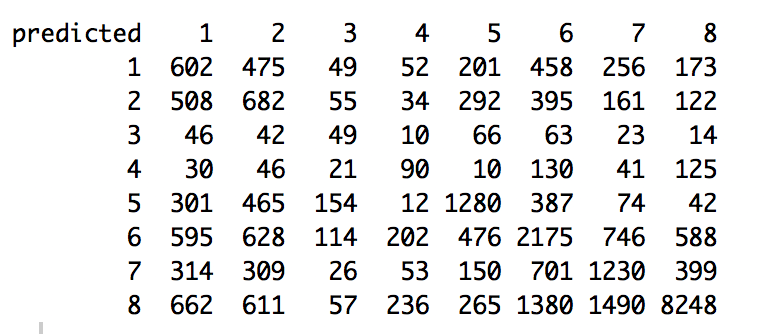 predicted 1 2 3 4 5 6 7 8
1 602 475 49 52 201 458 256 173
2 508 682 55 34 292 395 161 122
3 46 42 49 10 66 63 23 14
4 30 46 21 90 10 130 41 125
5 301 465 154 12 1280 387 74 42
6 595 628 114 202 476 2175 746 588
7 314 309 26 53 150 701 1230 399
8 662 611 57 236 265 1380 1490 8248